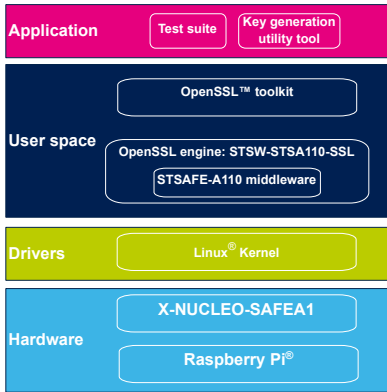 Application
Test suite
Key generation
utility tool
User space
OpenSSL™ toolkit
OpenSSL engine: STSW-STSA110-SSL
STSAFE-A110 middleware
Drivers
Linux® Kernel
Hardware
X-NUCLEO-SAFEA1
Raspberry Pi®